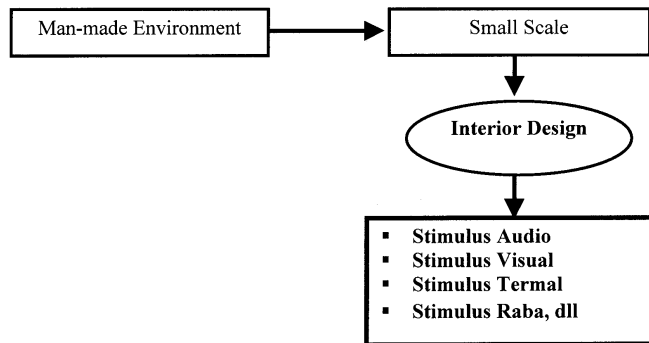 Man-made Environment
Small Scale
Interior Design
▪ Stimulus Audio
▪ Stimulus Visual
▪ Stimulus Termal
▪ Stimulus Raba, dll